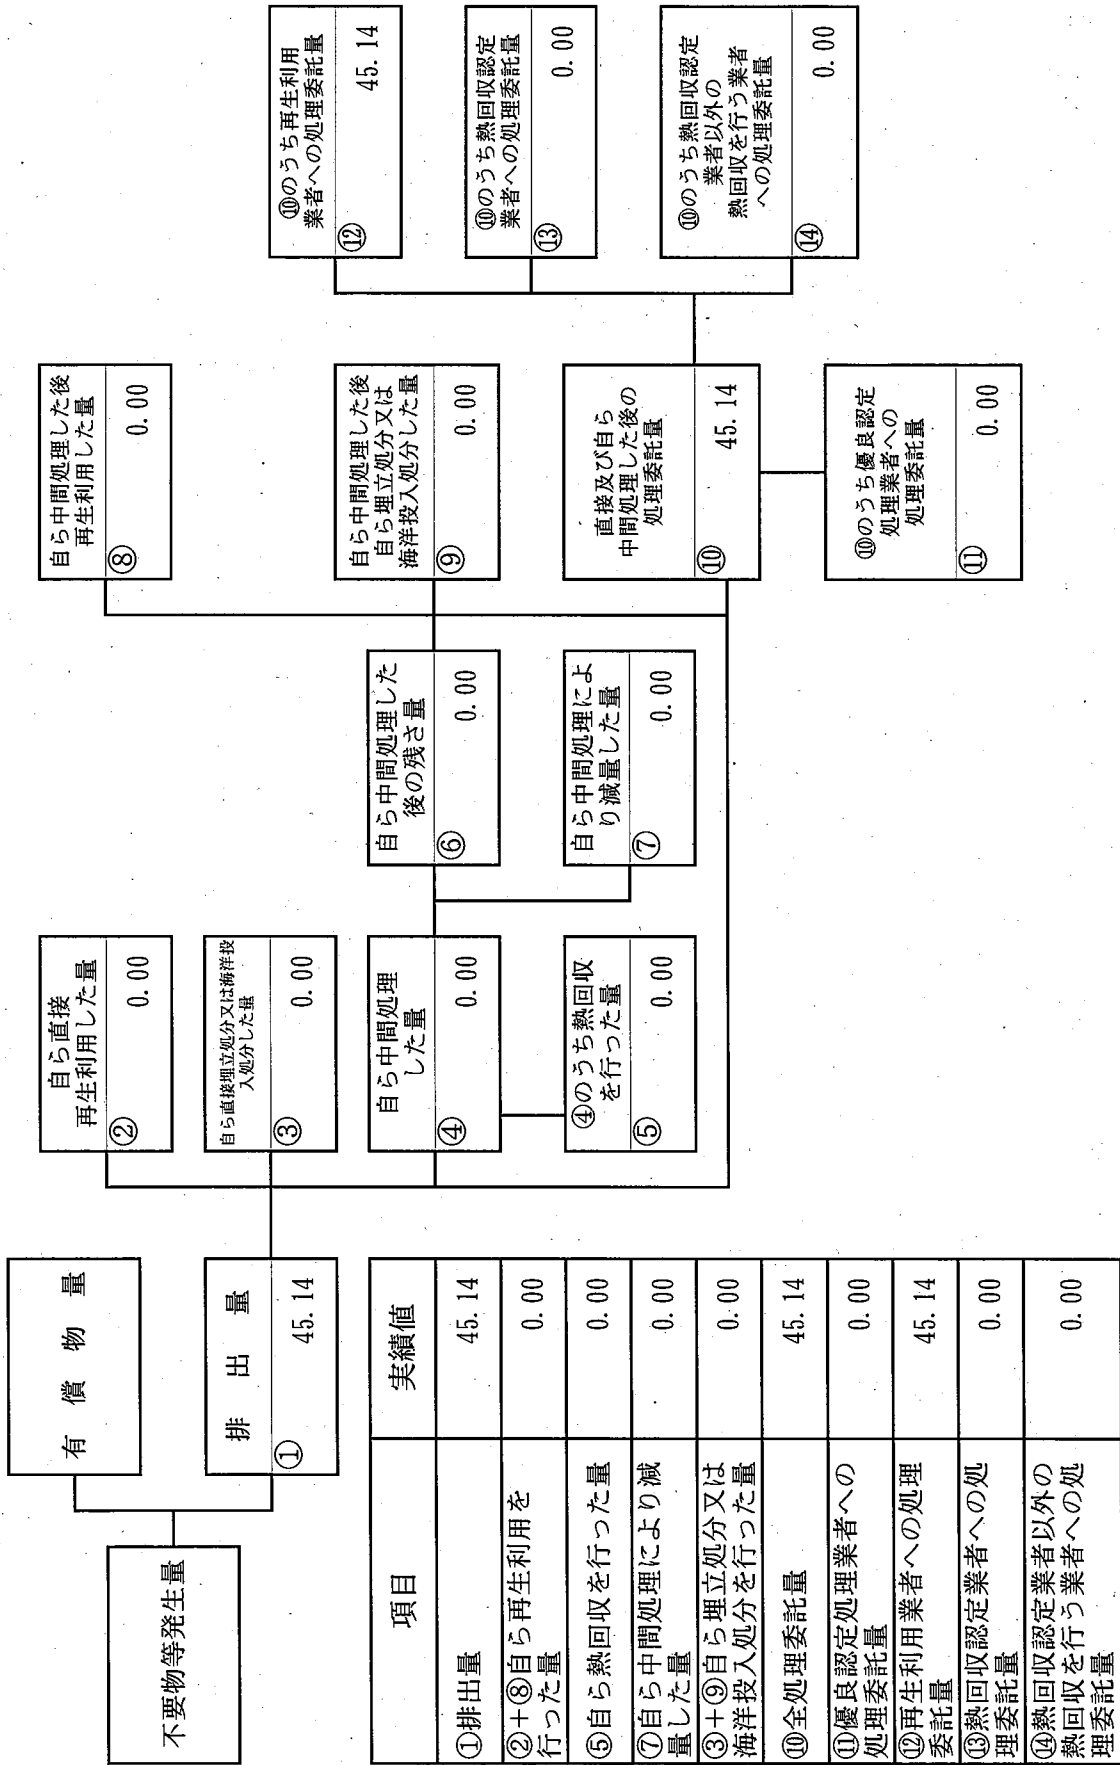 不要物等発生量
有償物量
排出量
①
45.14
自ら直接
再生利用した量
②
0.00
自ら直接埋立処分又は海洋投
入処分した量
③
0.00
自ら中間処理
した量
④
0.00
④のうち熱回収
を行った量
⑤
0.00
自ら中間処理した
後の残さ量
⑥
0.00
自ら中間処理によ
り減量した量
⑦
0.00
自ら中間処理した後
再生利用した量
⑧
0.00
自ら中間処理した後
自ら埋立処分又は
海洋投入処分した量
⑨
0.00
直接及び自ら
中間処理した後の
処理委託量
⑩
45.14
⑩のうち優良認定
処理業者への
処理委託量
⑪
0.00
⑩のうち再生利用
業者への処理委託量
⑫
45.14
⑩のうち熱回収認定
業者への処理委託量
⑬
0.00
⑩のうち熱回収認定
業者以外の
熱回収を行う業者
への処理委託量
⑭
0.00
項目 実績値
①排出量 45.14
②+⑧自ら再生利用を
行った量 0.00
⑤自ら熱回収を行った量 0.00
⑦自ら中間処理により減
量した量 0.00
③+⑨自ら埋立処分又は
海洋投入処分を行った量 0.00
⑩全処理委託量 45.14
⑪優良認定処理業者への
処理委託量 0.00
⑫再生利用業者への処理
委託量 45.14
⑬熱回収認定業者への処
理委託量 0.00
⑭熱回収認定業者以外の
熱回収を行う業者への処
理委託量 0.00